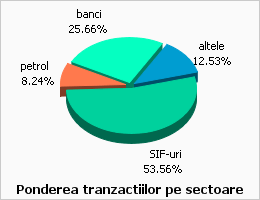 banci
25.66%
altele
12.53%
petrol
8.24%
SIF-uri
53.56%
Ponderea tranzactiilor pe sectoare